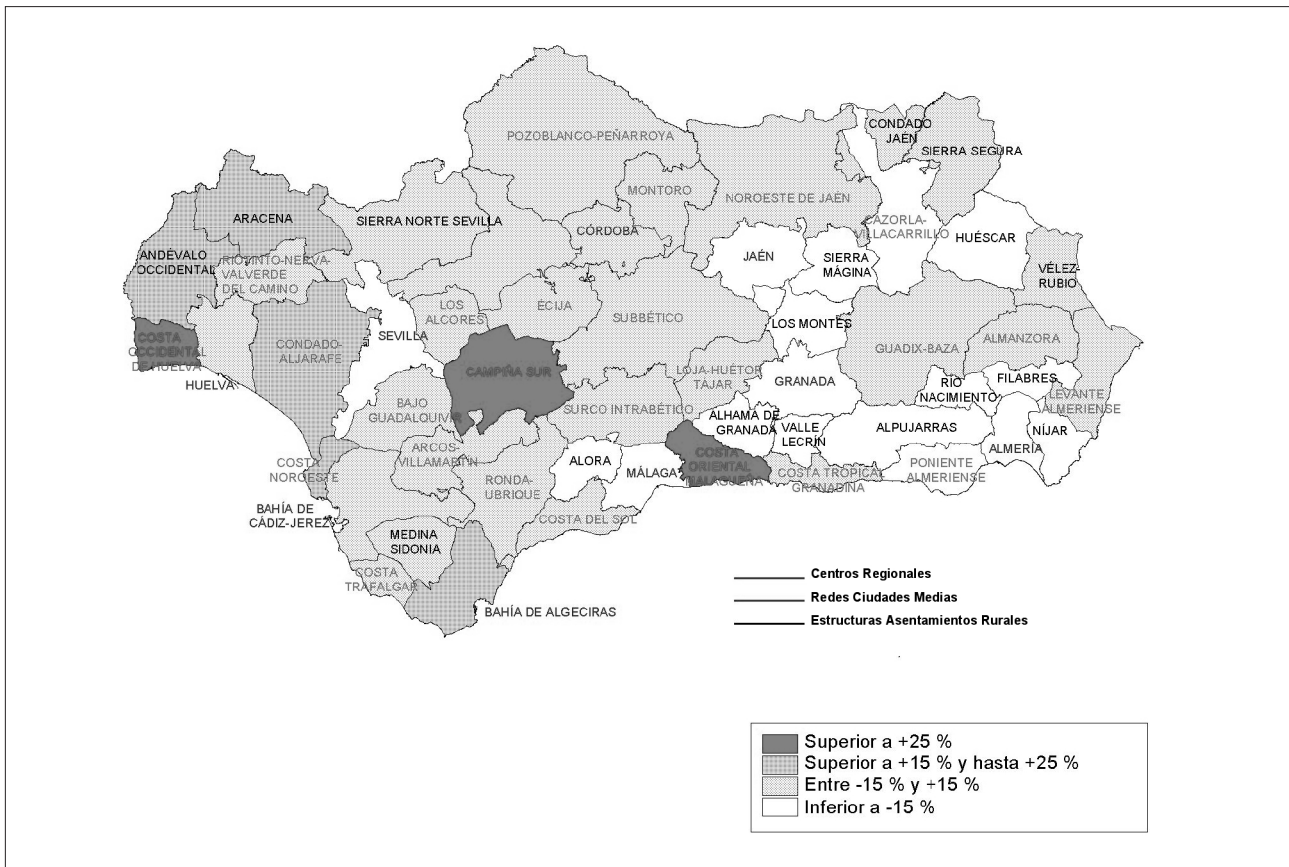 POZOBLANCO-PEÑARROYA
CONDADO
JAÉN
SIERRA SEGURA
MONTORO
NOROESTE DE JAÉN
ARACENA
SIERRA NORTE SEVILLA
CÓRDOBA
CAZORLA-
VILLACARRILLO
HUÉSCAR
ANDÉVALO
OCCIDENTAL
RIOTINTO-NERVA-
VALVERDE
DEL CAMINO
JAÉN
SIERRA
MÁGINA
VÉLEZ-
RUBIO
LOS
ALCORES
ÉCIJA
SUBBÉTICO
LOS MONTES
COSTA
OCCIDENTAL
DE HUELVA
CONDADO-
ALJARAFE
SEVILLA
GUADIX-BAZA
ALMANZORA
CAMPIÑA SUR
LOJA-HUÉTOR
TAJAR
GRANADA
HUELVA
RÍO
NACIMIENTO
FILABRES
LEVANTE
ALMERIENSE
BAJO
GUADALQUIVIR
SURCO INTRABÉTICO
ALHAMA DE
GRANADA
VALLE
LECRÍN
ALPUJARRAS
NÍJAR
ALMERÍA
COSTA
NOROESTE
ARCOS-
VILLAMARTÍN
RONDA-
UBRIQUE
ALORA
MÁLAGA
COSTA
ORIENTAL
MALAGUEÑA
COSTA TROPICAL
GRANADINA
PONIENTE
ALMERIENSE
BAHÍA DE
CÁDIZ-JEREZ
MEDINA
SIDONIA
COSTA DEL SOL
COSTA
TRAFALGAR
BAHÍA DE ALGECIRAS
Centros Regionales
Redes Ciudades Medias
Estructuras Asentamientos Rurales
Superior a +25 %
Superior a +15 % y hasta +25 %
Entre -15 % y +15 %
Inferior a -15 %